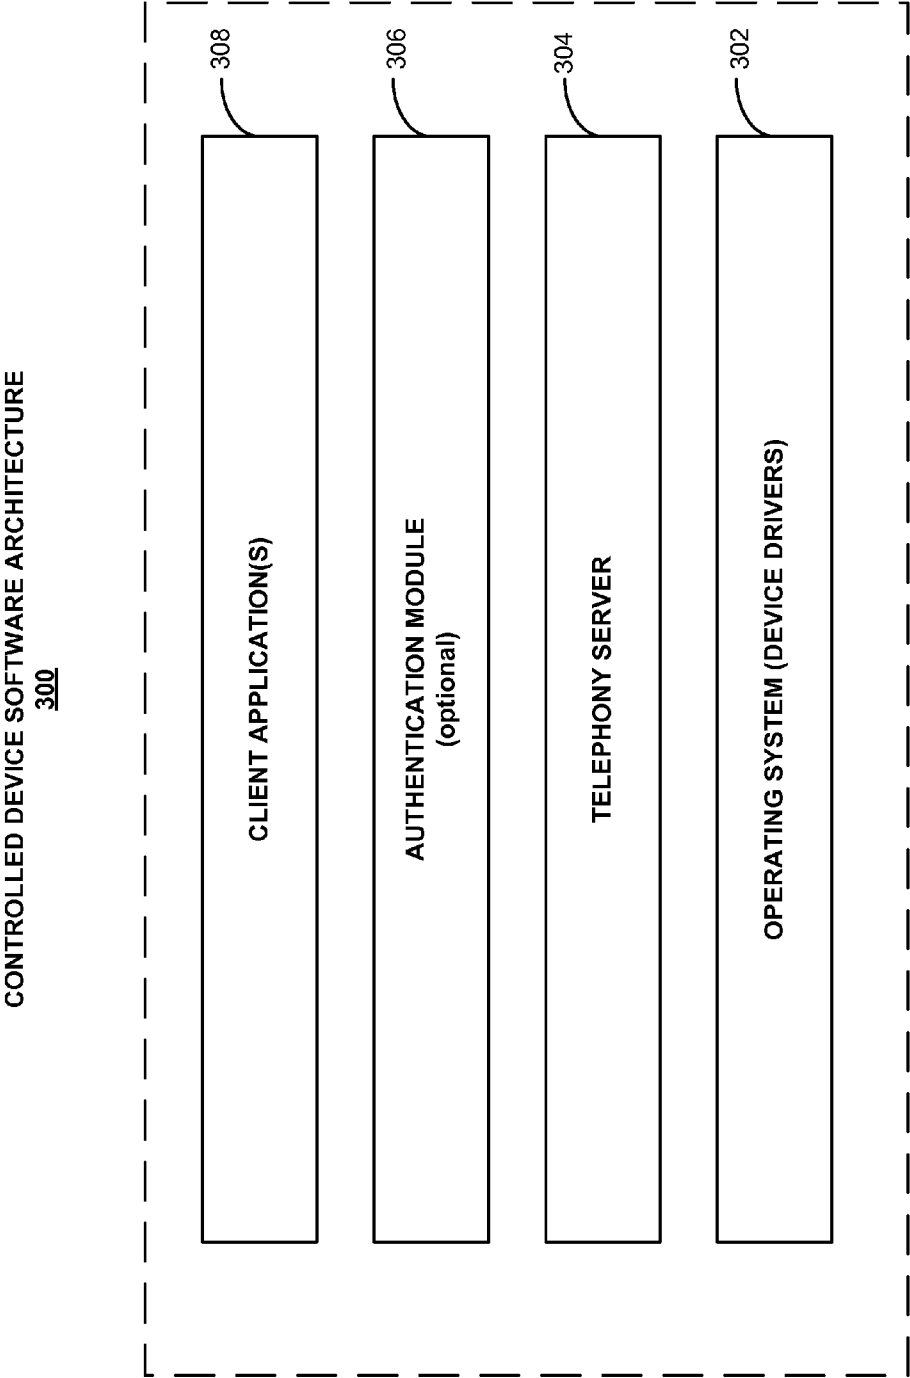 CONTROLLED DEVICE SOFTWARE ARCHITECTURE
300
308
CLIENT APPLICATION(S)
306
AUTHENTICATION MODULE
(optional)
304
TELEPHONY SERVER
302
OPERATING SYSTEM (DEVICE DRIVERS)